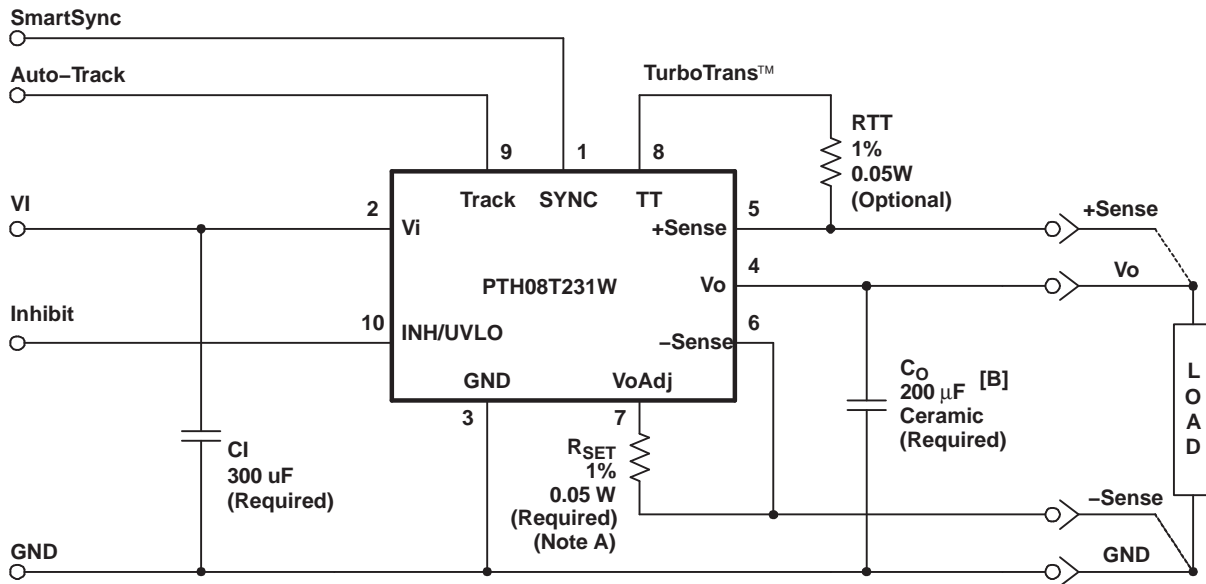 SmartSync
Auto–Track
TurboTrans™
RTT
1%
0.05W
(Optional)
9
1
8
Track
SYNC
TT
VI
2
Vi
+Sense
5
+Sense
4
Vo
Vo
PTH08T231W
Inhibit
10
INH/UVLO
–Sense
6
GND
VoAdj
3
7
CI
300 uF
(Required)
RSET
1%
0.05 W
(Required)
(Note A)
CO
200 μF [B]
Ceramic
(Required)
L
O
A
D
–Sense
GND
GND